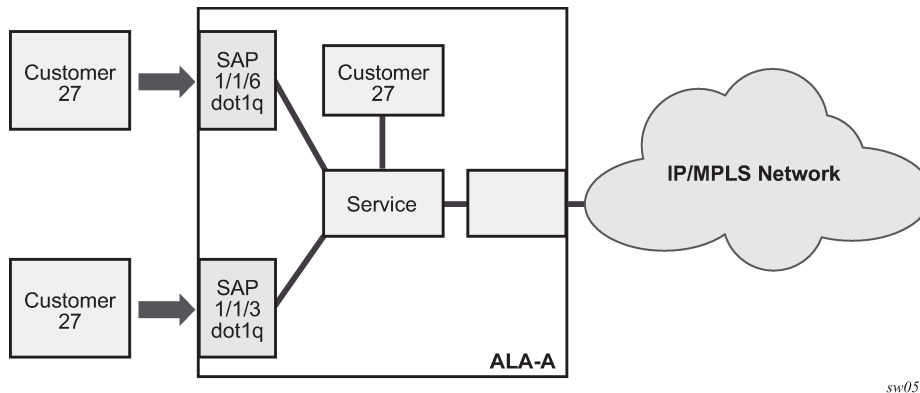 Customer
27
SAP
1/1/6
dot1q
Customer
27
IP/MPLS Network
Service
Customer
27
SAP
1/1/3
dot1q
ALA-A
sw05